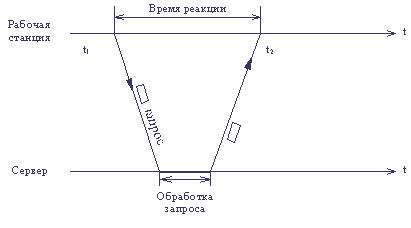 Время реакции
Рабочая
станция
t
t1
t2
запрос
Сервер
t
Обработка
запроса